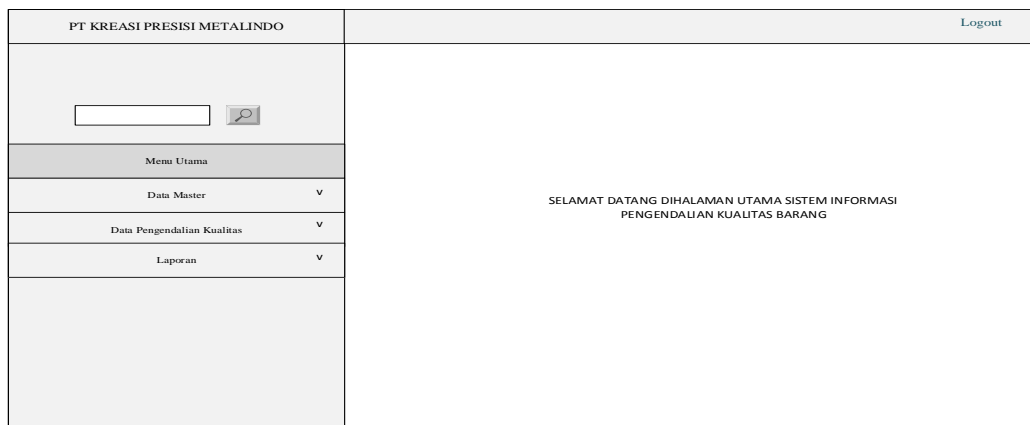 PT KREASI PRESISI METALINDO
Logout
Menu Utama
Data Master v
Data Pengendalian Kualitas v
Laporan v
SELAMAT DATANG DIHALAMAN UTAMA SISTEM INFORMASI
PENGENDALIAN KUALITAS BARANG